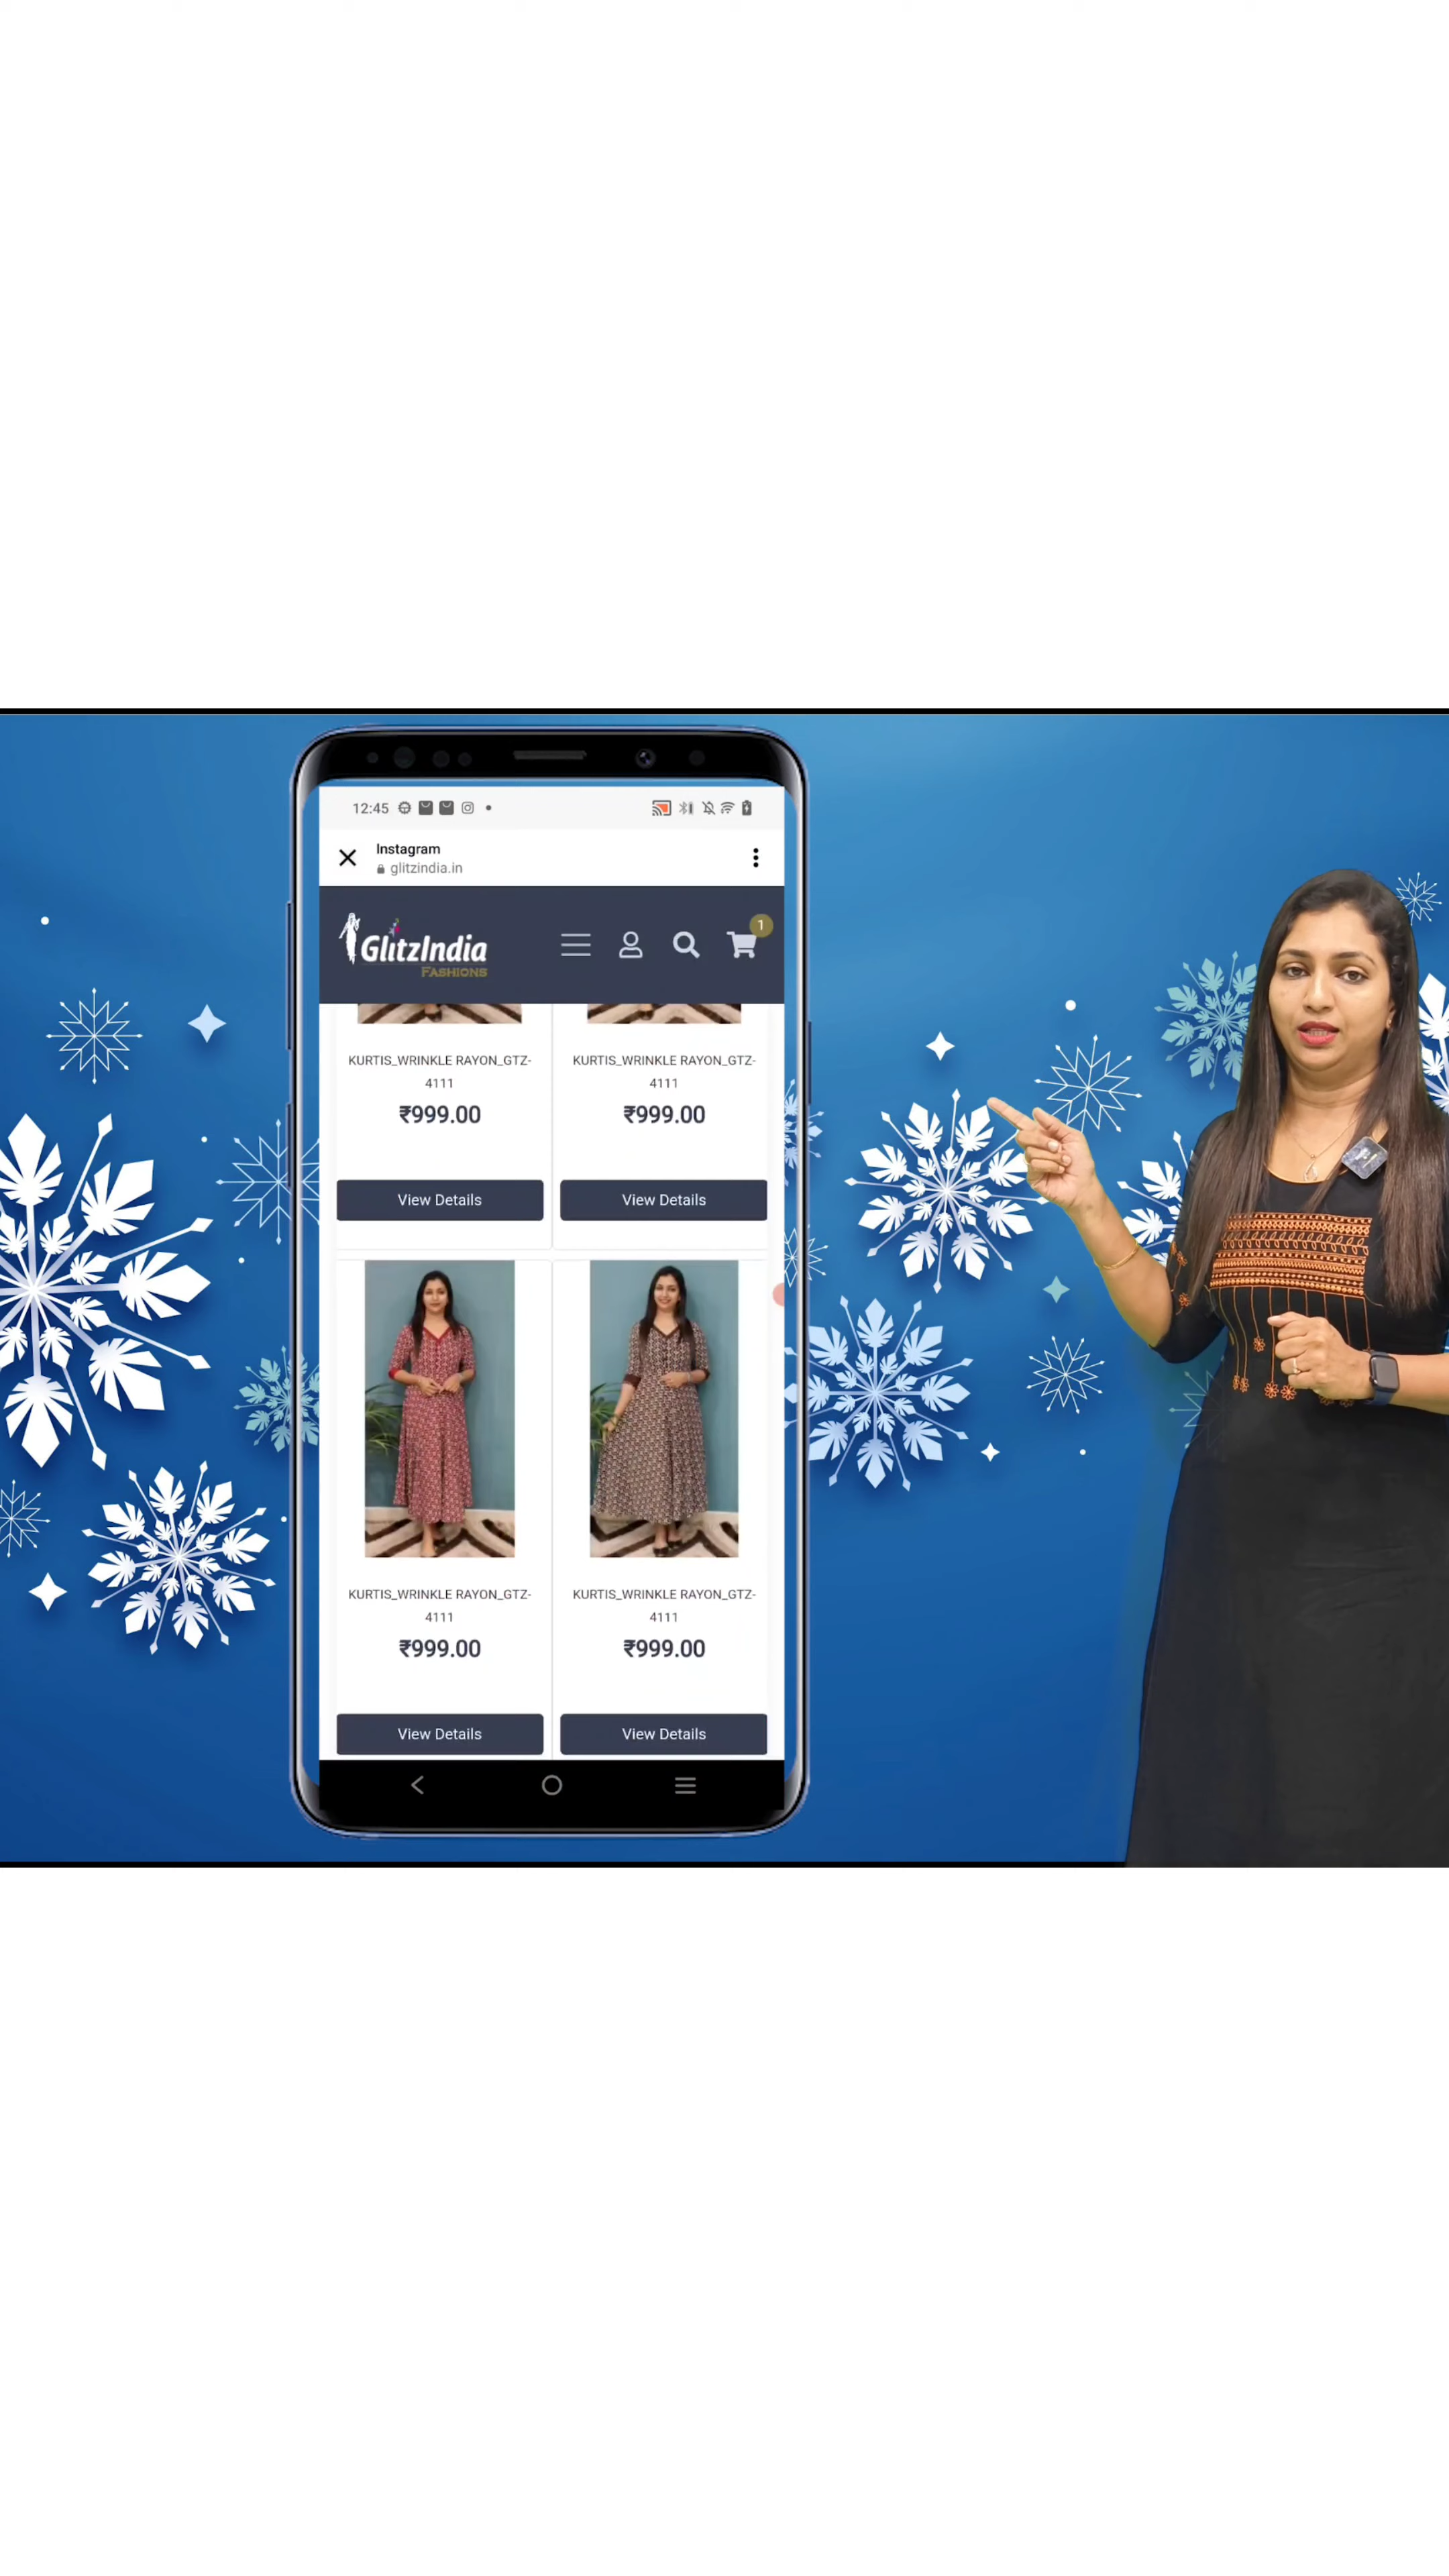 12:45
Instagram
glitzindia.in
GlitzIndia
FASHIONS
1
KURTIS_WRINKLE RAYON_GTZ-
4111
₹999.00
View Details
KURTIS_WRINKLE RAYON_GTZ-
4111
₹999.00
View Details
KURTIS_WRINKLE RAYON_GTZ-
4111
₹999.00
View Details
KURTIS_WRINKLE RAYON_GTZ-
4111
₹999.00
View Details